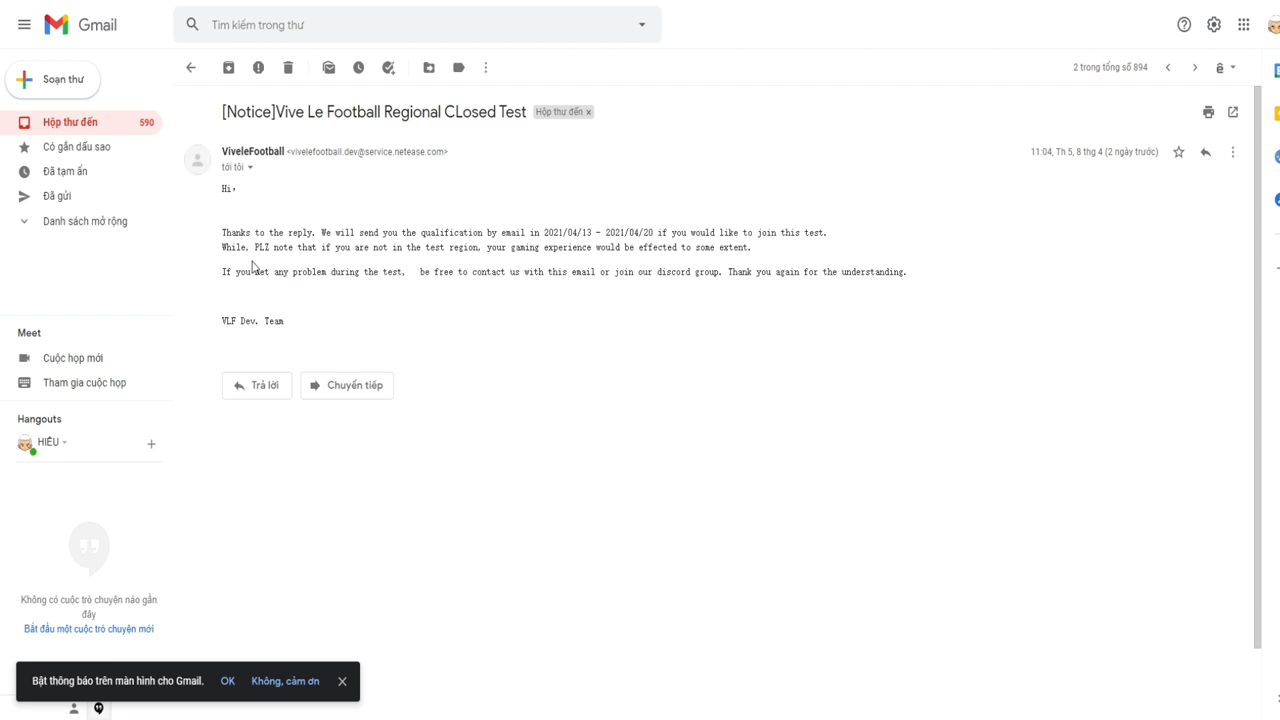 Gmail
Tìm kiếm trong thư
Soạn thư
2 trong tổng số 894
[Notice]Vive Le Football Regional CLosed Test
Hộp thư đến ×
Hộp thư đến 590
Có gắn dấu sao
Đã tạm ẩn
Đã gửi
Danh sách mở rộng
ViveleFootball <vivelefootball.dev@service.netease.com>
11:04, Th 5, 8 thg 4 (2 ngày trước)
tới tôi
Hi,
Thanks to the reply. We will send you the qualification by email in 2021/04/13 - 2021/04/20 if you would like to join this test.
While, PLZ note that if you are not in the test region, your gaming experience would be effected to some extent.
If you any problem during the test, be free to contact us with this email or join our discord group. Thank you again for the understanding.
VLF Dev. Team
Trả lời
Chuyển tiếp
Meet
Cuộc họp mới
Tham gia cuộc họp
Hangouts
HIẾU
Không có cuộc trò chuyện nào gần
đây
Bắt đầu một cuộc trò chuyện mới
Bật thông báo trên màn hình cho Gmail. OK Không, cảm ơn